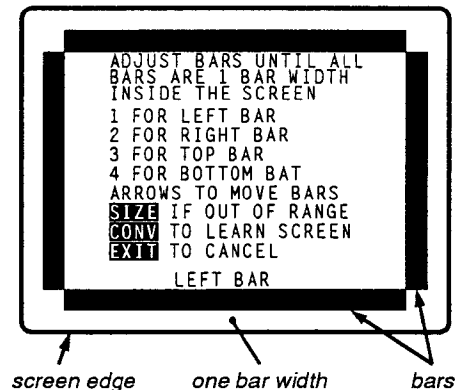 ADJUST BARS UNTIL ALL
BARS ARE 1 BAR WIDTH
INSIDE THE SCREEN
1 FOR LEFT BAR
2 FOR RIGHT BAR
3 FOR TOP BAR
4 FOR BOTTOM BAT
ARROWS TO MOVE BARS
SIZE IF OUT OF RANGE
CONV TO LEARN SCREEN
EXIT TO CANCEL
LEFT BAR
screen edge one bar width bars